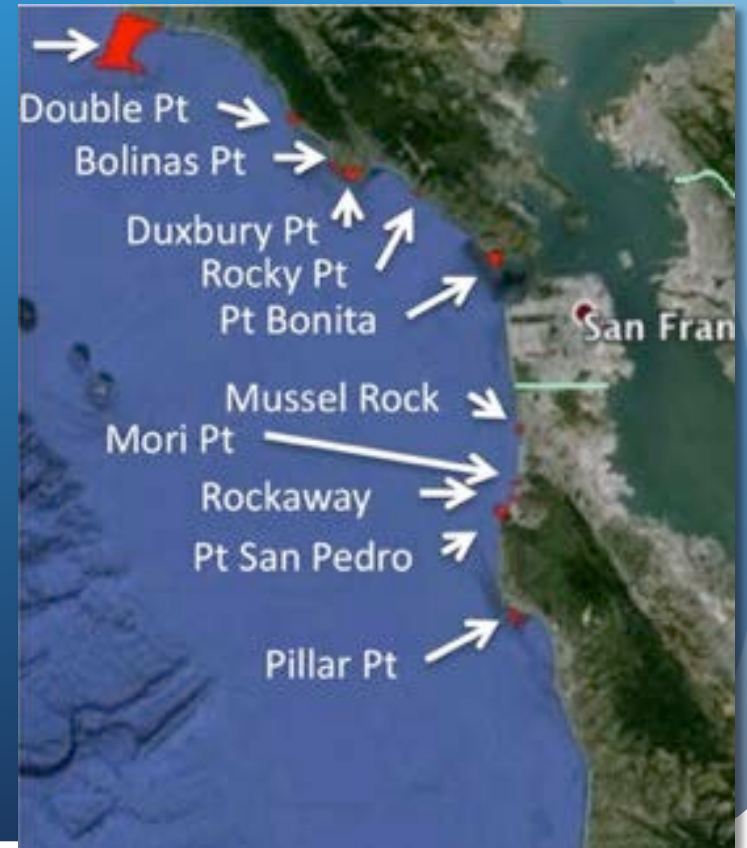 Double Pt
Bolinas Pt
Duxbury Pt
Rocky Pt
Pt Bonita
San Fran
Mussel Rock
Mori Pt
Rockaway
Pt San Pedro
Pillar Pt